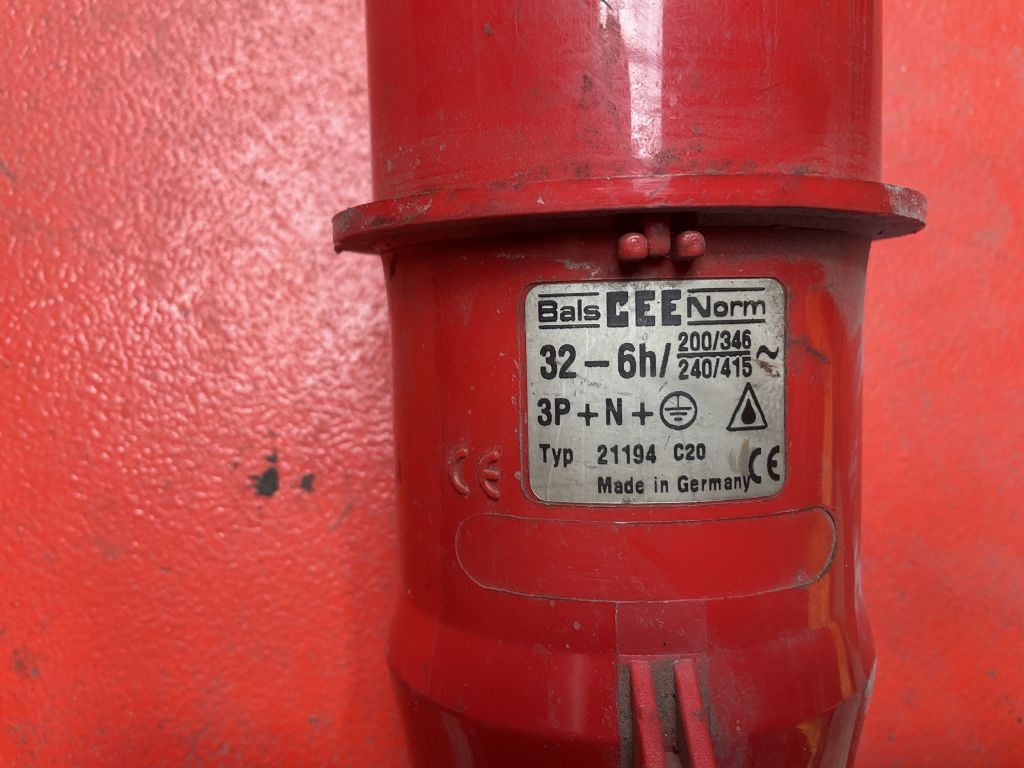 Bals CEE Norm
32 – 6h/ 200/346 ~
240/415
3P + N +
Typ 21194 C20
CE
Made in Germany
CE